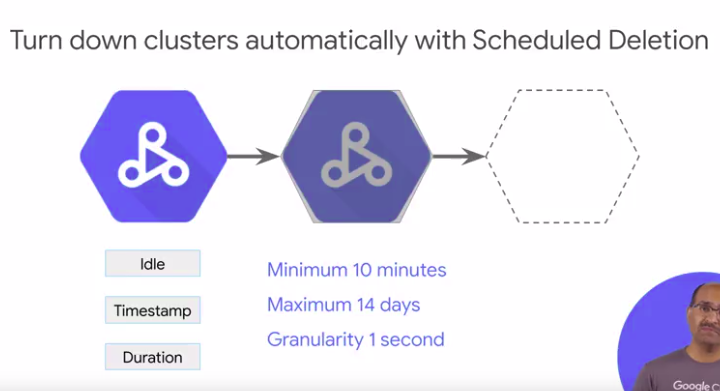 Turn down clusters automatically with Scheduled Deletion
Idle
Timestamp
Duration
Minimum 10 minutes
Maximum 14 days
Granularity 1 second
Google